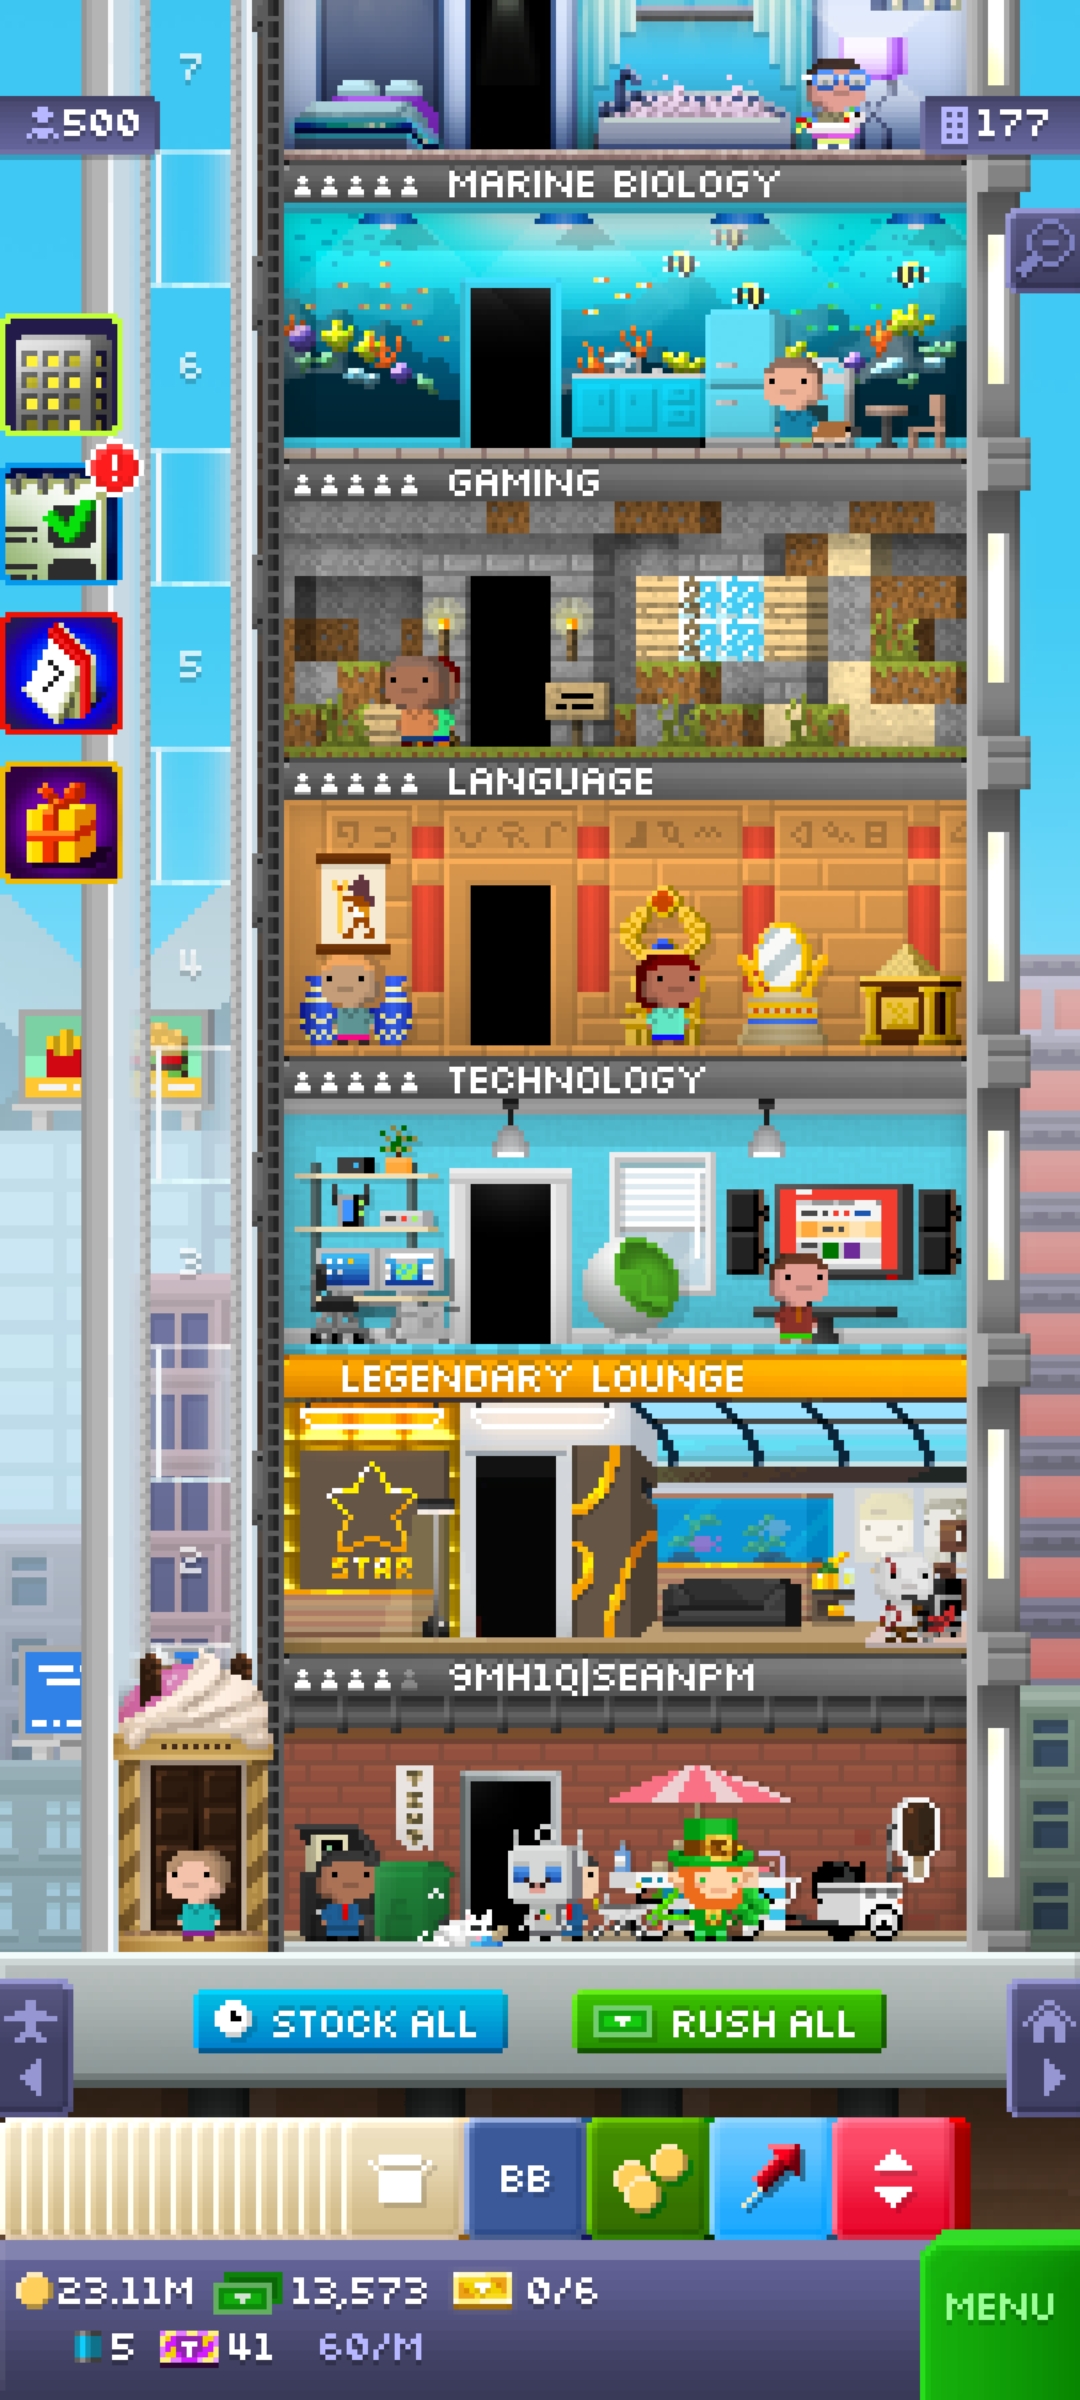 7
500
177
MARINE BIOLOGY
6
GAMING
5
LANGUAGE
4
TECHNOLOGY
3
LEGENDARY LOUNGE
STAR
2
9MH1Q|SEANPM
TINY
STOCK ALL
RUSH ALL
BB
23.11M 13,573 0/6
5 41 60/M
MENU